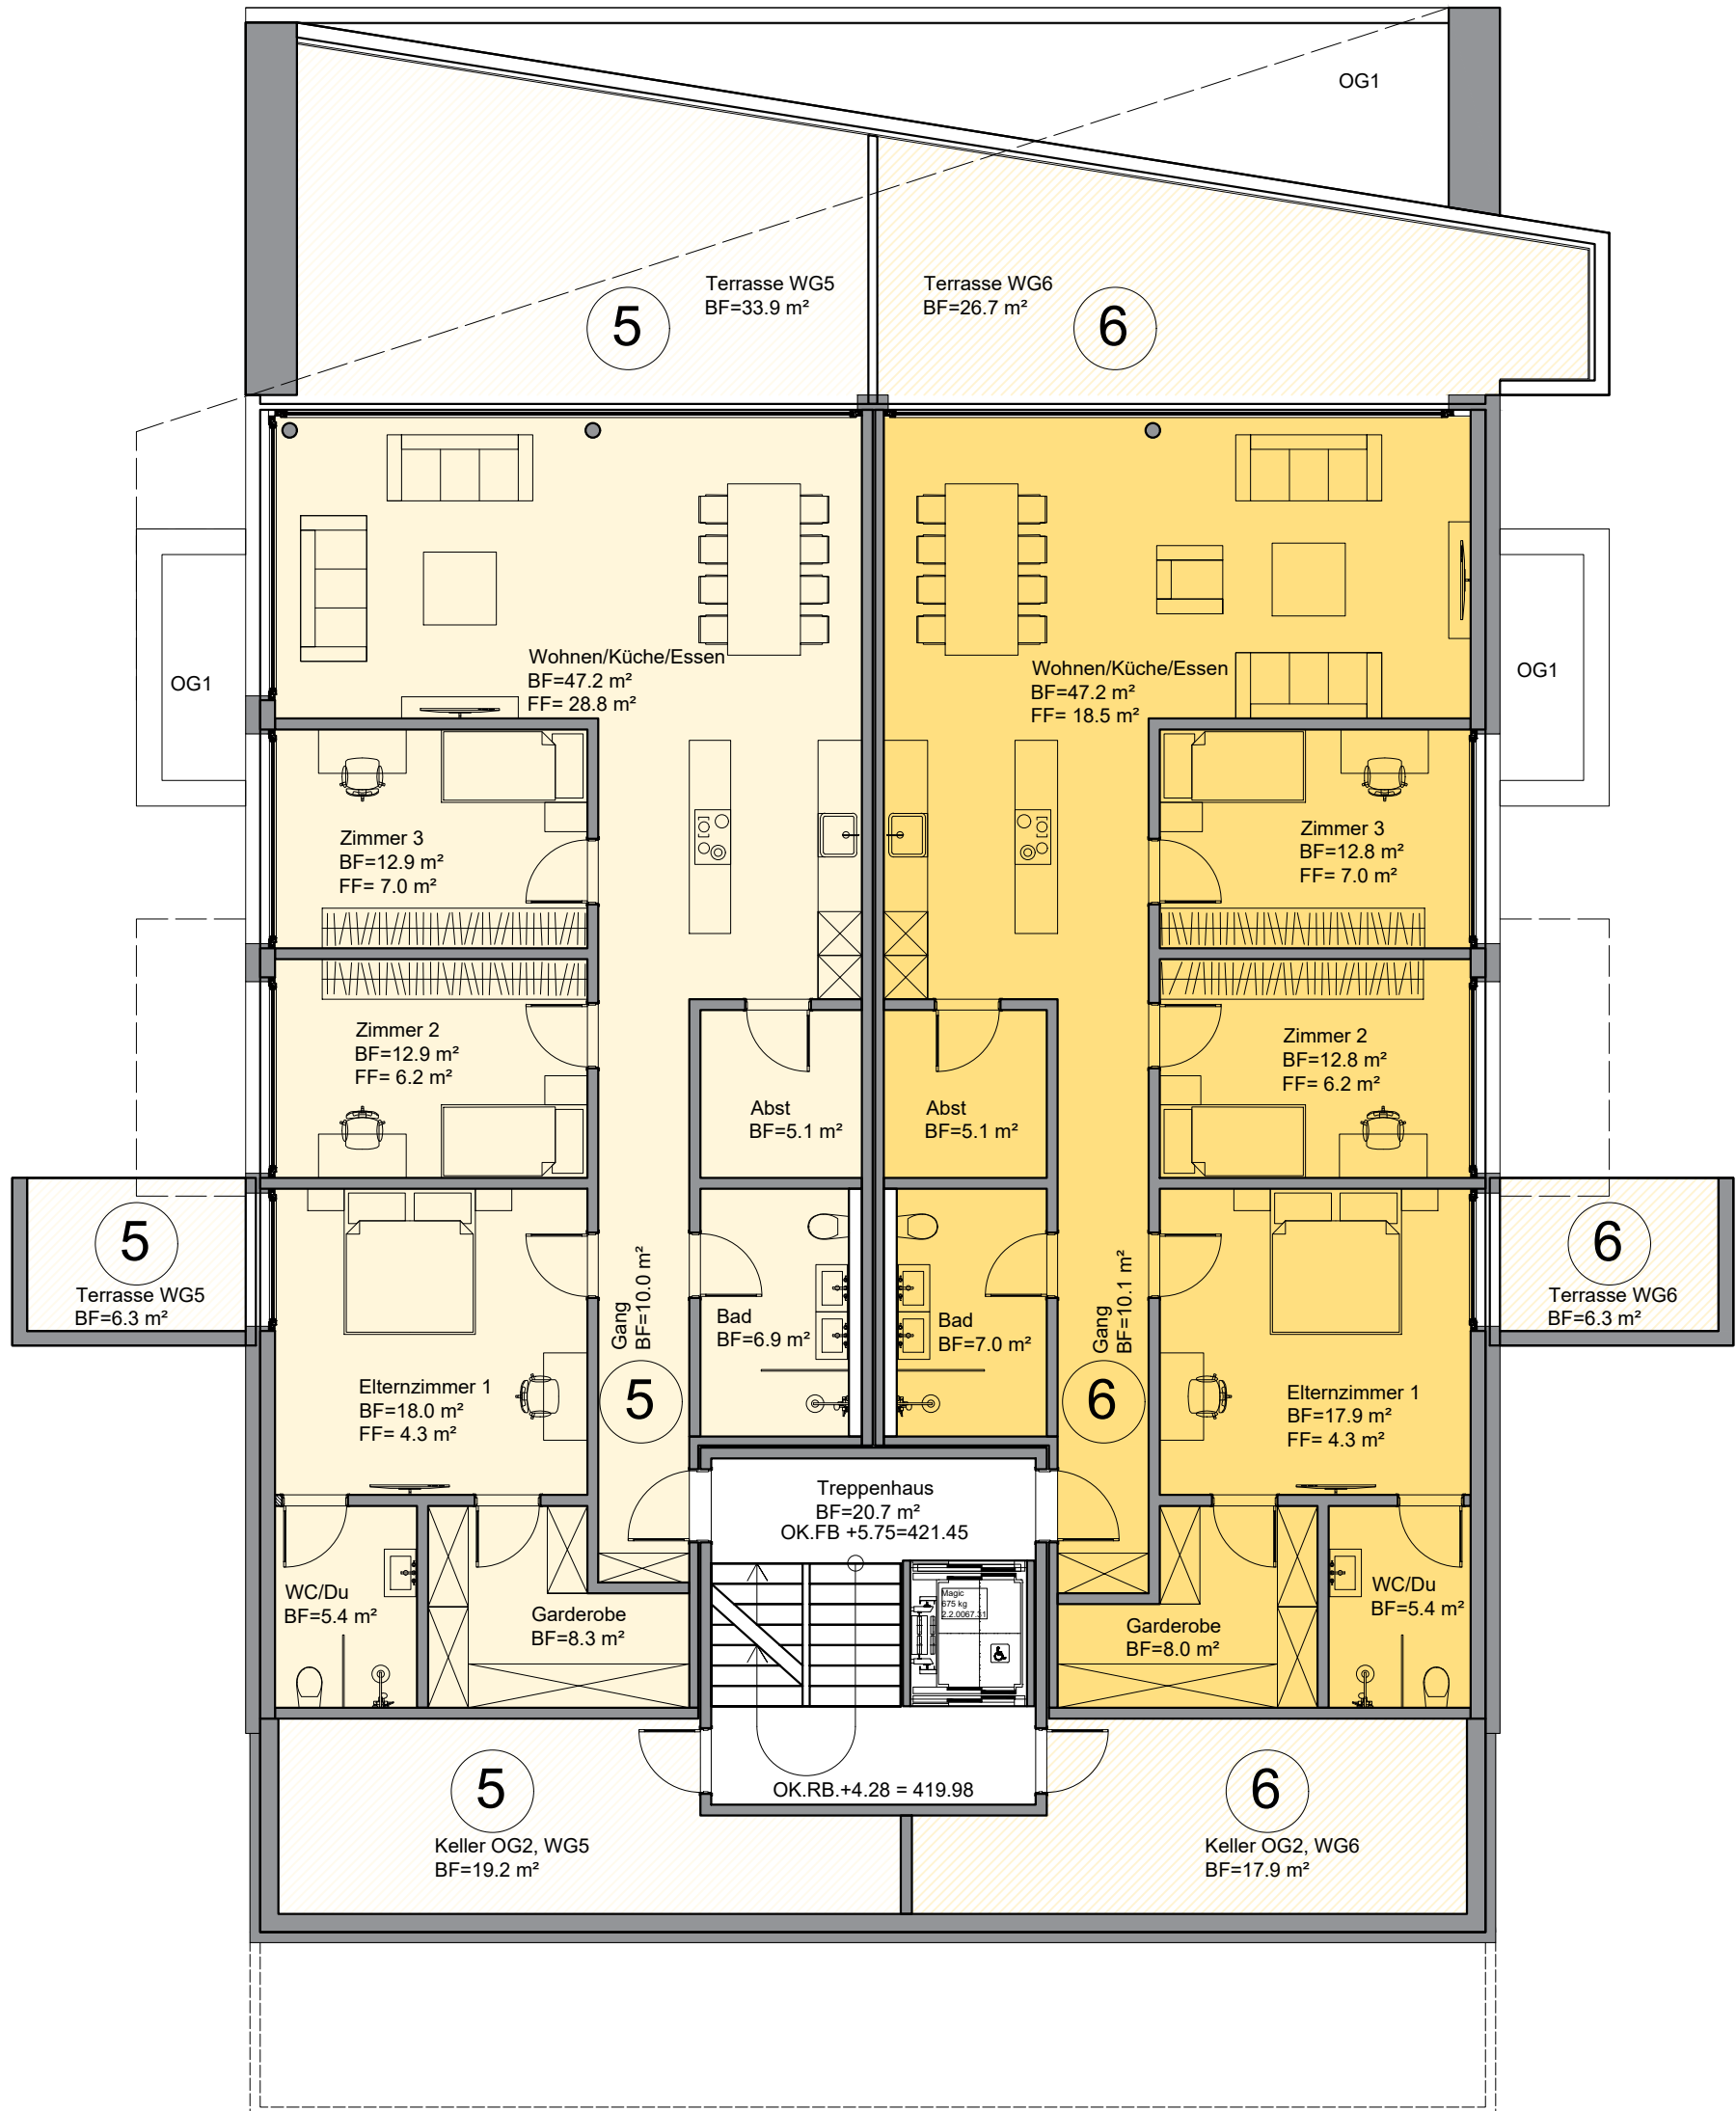 OG1
Terrasse WG5
BF=33.9 m²
5
Terrasse WG6
BF=26.7 m²
6
OG1
OG1
Wohnen/Küche/Essen
BF=47.2 m²
FF= 28.8 m²
Wohnen/Küche/Essen
BF=47.2 m²
FF= 18.5 m²
Zimmer 3
BF=12.9 m²
FF= 7.0 m²
Zimmer 3
BF=12.8 m²
FF= 7.0 m²
Zimmer 2
BF=12.9 m²
FF= 6.2 m²
Zimmer 2
BF=12.8 m²
FF= 6.2 m²
Abst
BF=5.1 m²
Abst
BF=5.1 m²
5
Terrasse WG5
BF=6.3 m²
6
Terrasse WG6
BF=6.3 m²
Gang
BF=10.0 m²
5
Bad
BF=6.9 m²
Bad
BF=7.0 m²
Gang
BF=10.1 m²
6
Elternzimmer 1
BF=18.0 m²
FF= 4.3 m²
Elternzimmer 1
BF=17.9 m²
FF= 4.3 m²
Treppenhaus
BF=20.7 m²
OK.FB +5.75=421.45
Magic
675 kg
2.2.0067.31
WC/Du
BF=5.4 m²
Garderobe
BF=8.3 m²
Garderobe
BF=8.0 m²
WC/Du
BF=5.4 m²
OK.RB.+4.28 = 419.98
5
Keller OG2, WG5
BF=19.2 m²
6
Keller OG2, WG6
BF=17.9 m²